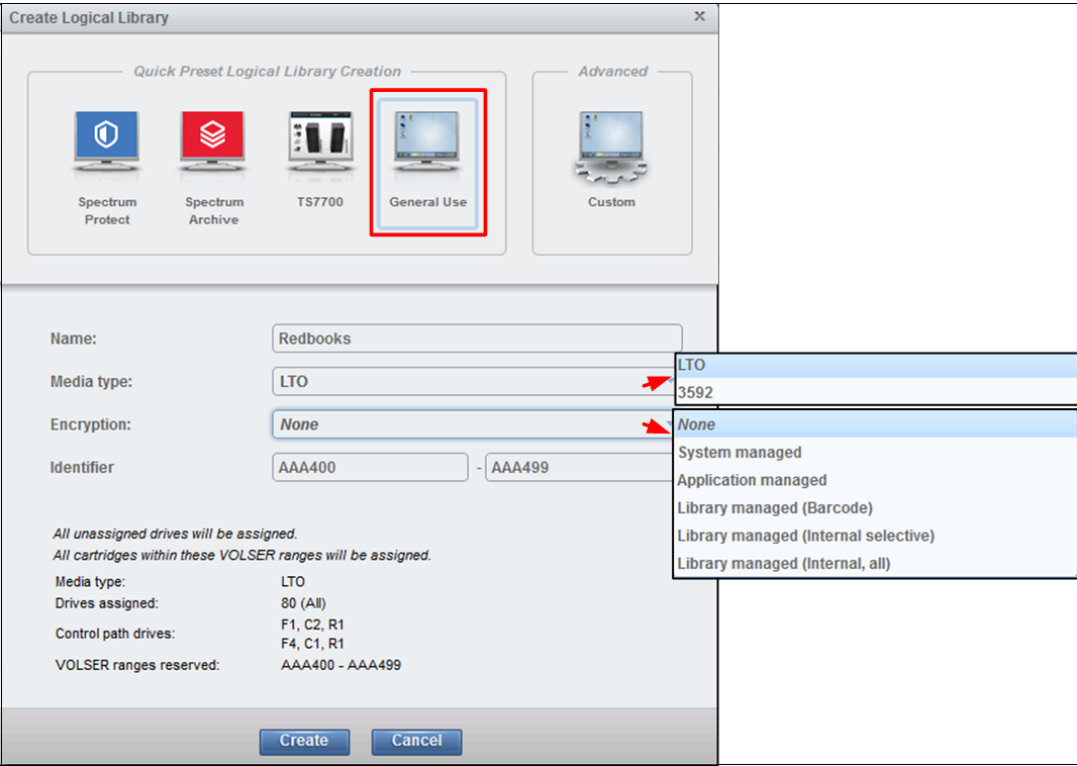 Create Logical Library x
Quick Preset Logical Library Creation
Advanced
Spectrum
Protect
Spectrum
Archive
TS7700
General Use
Custom
Name: Redbooks
Media type: LTO
LTO
3592
Encryption: None
None
System managed
Application managed
Library managed (Barcode)
Library managed (Internal selective)
Library managed (Internal, all)
Identifier AAA400 - AAA499
All unassigned drives will be assigned.
All cartridges within these VOLSER ranges will be assigned.
Media type: LTO
Drives assigned: 80 (All)
Control path drives: F1, C2, R1
F4, C1, R1
VOLSER ranges reserved: AAA400 - AAA499
Create Cancel